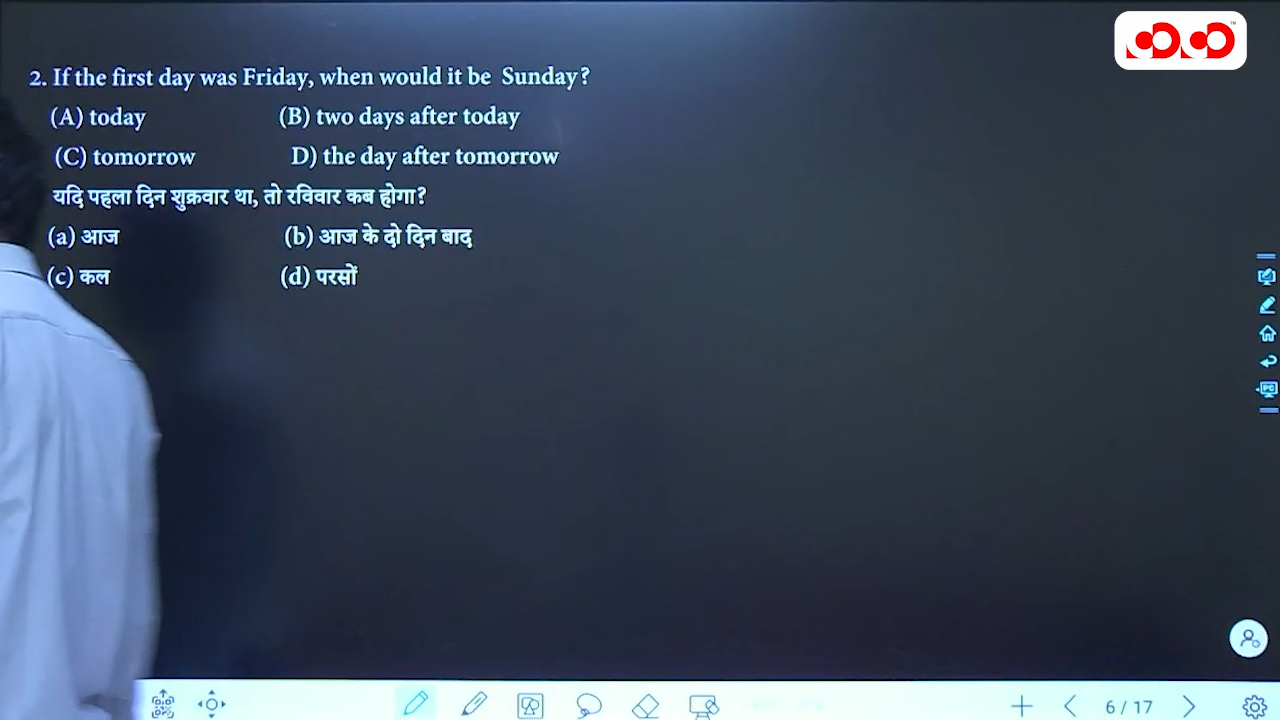 2. If the first day was Friday, when would it be Sunday?
(A) today (B) two days after today
(C) tomorrow D) the day after tomorrow
यदि पहला दिन शुक्रवार था, तो रविवार कब होगा?
(a) आज (b) आज के दो दिन बाद
(c) कल (d) परसों
PC
6 / 17